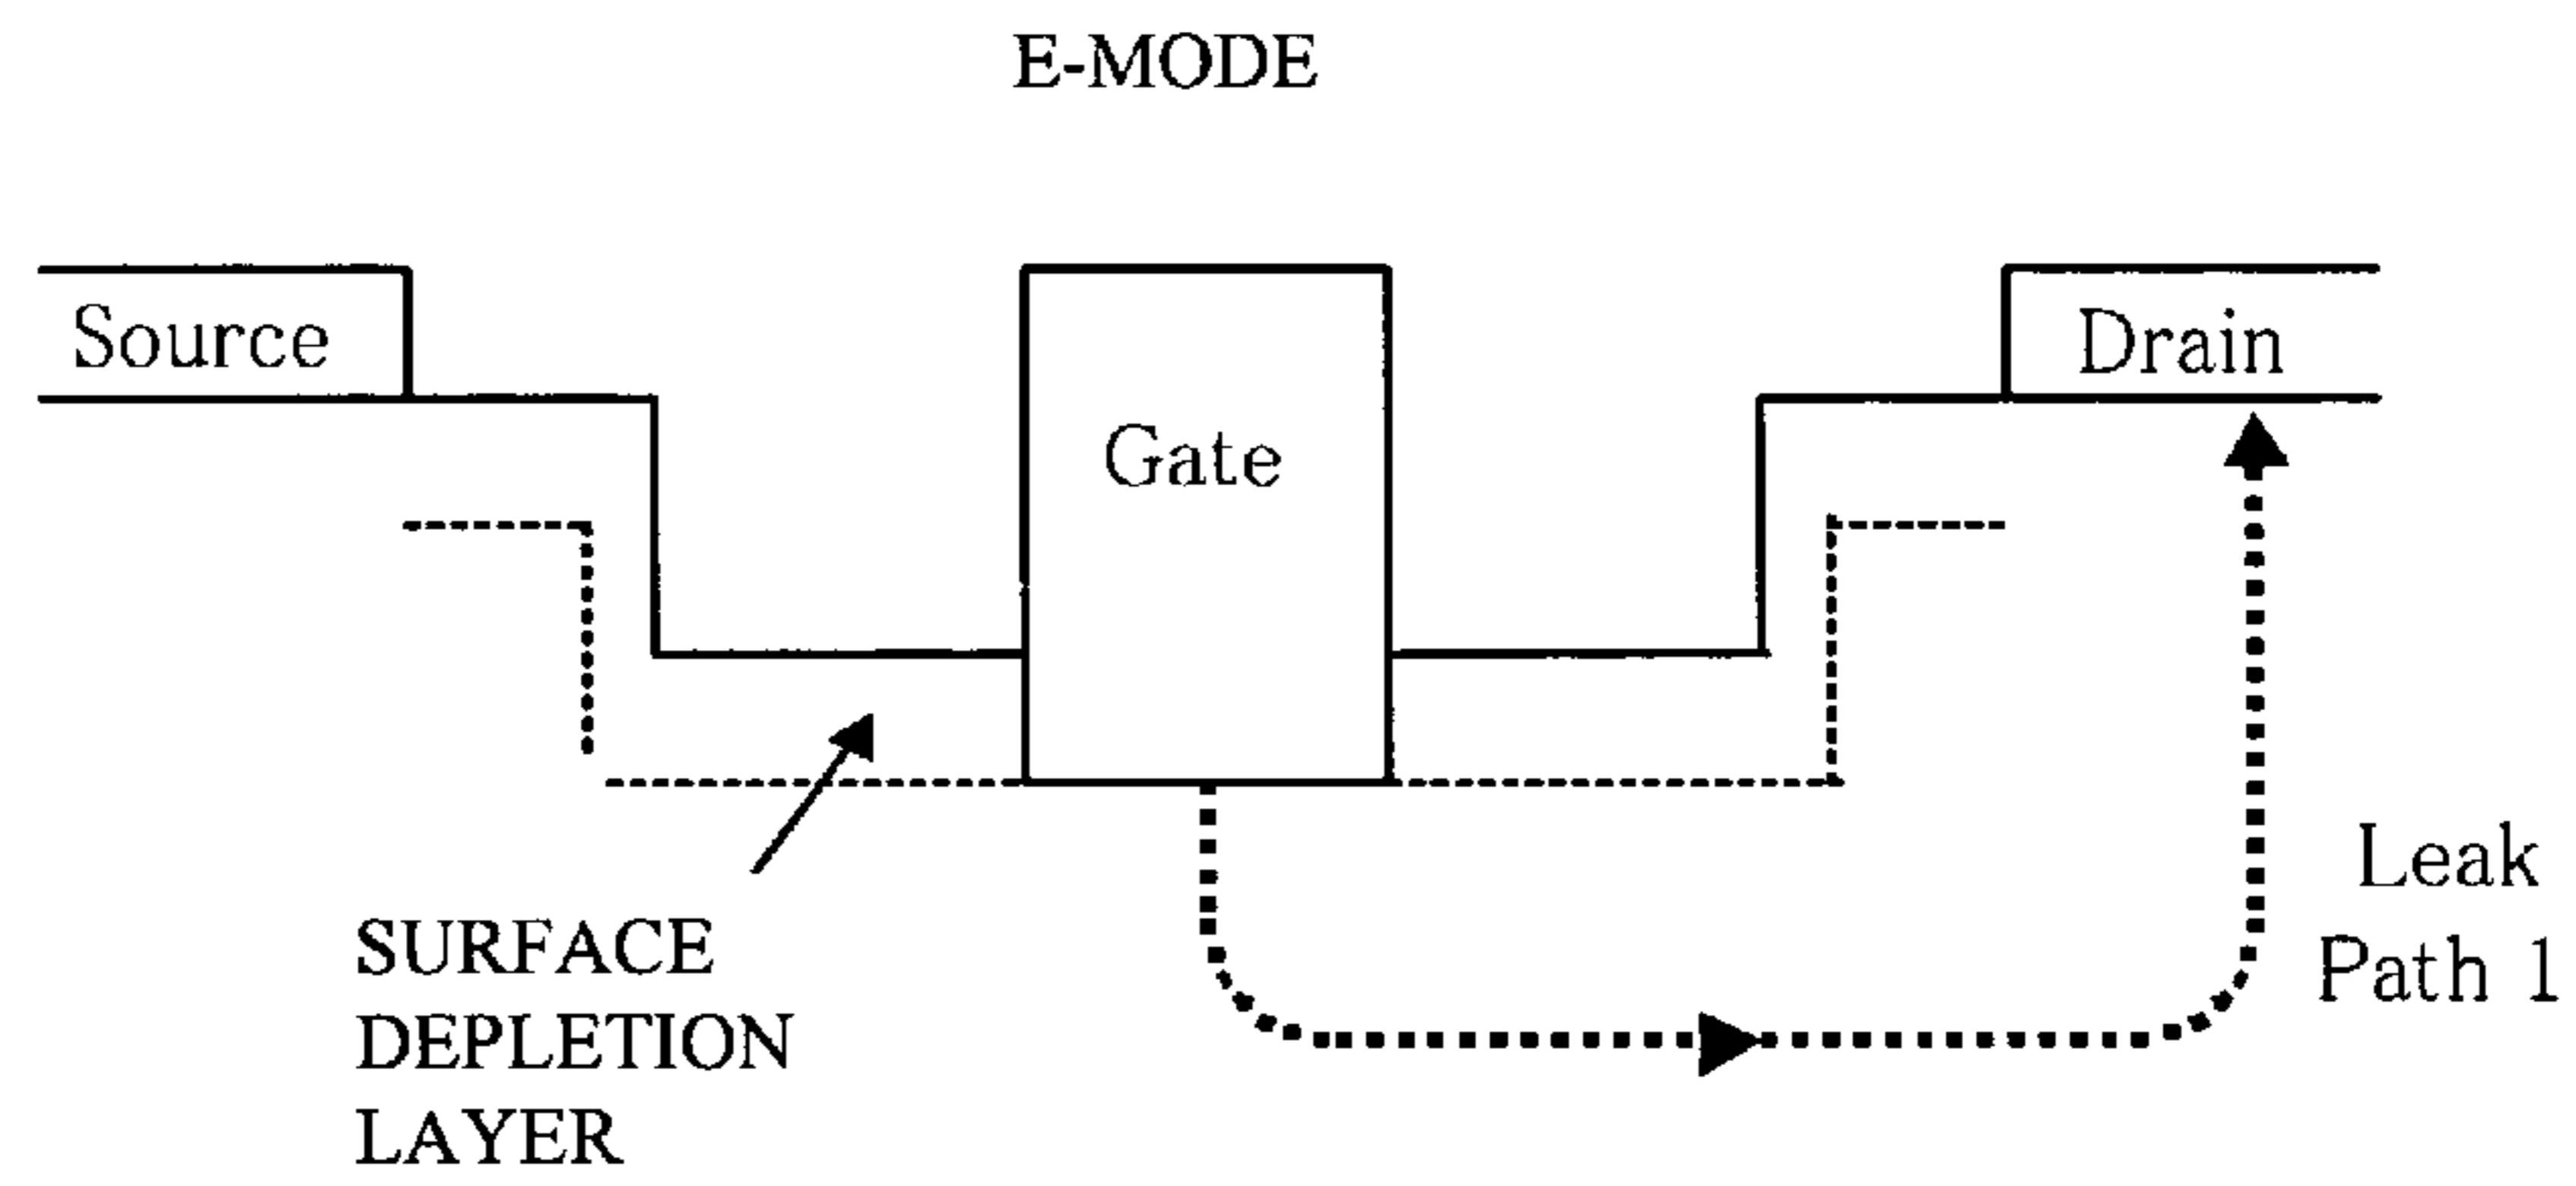 E-MODE
Source
Gate
Drain
SURFACE
DEPLETION
LAYER
Leak
Path 1